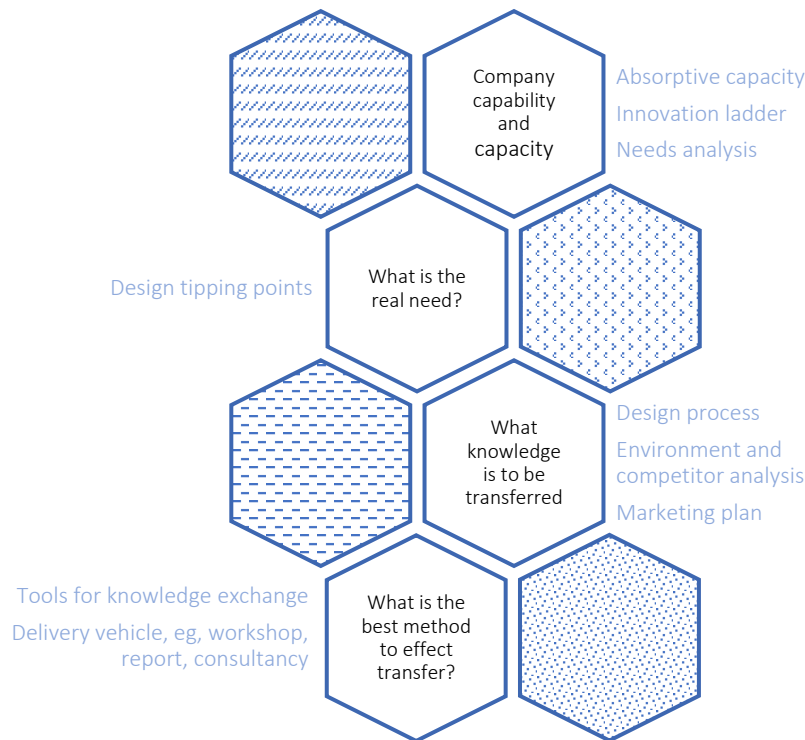 Company
capability
and
capacity
Absorptive capacity
Innovation ladder
Needs analysis
Design tipping points
What is the
real need?
What
knowledge
is to be
transferred
Design process
Environment and
competitor analysis
Marketing plan
Tools for knowledge exchange
Delivery vehicle, eg, workshop,
report, consultancy
What is the
best method
to effect
transfer?